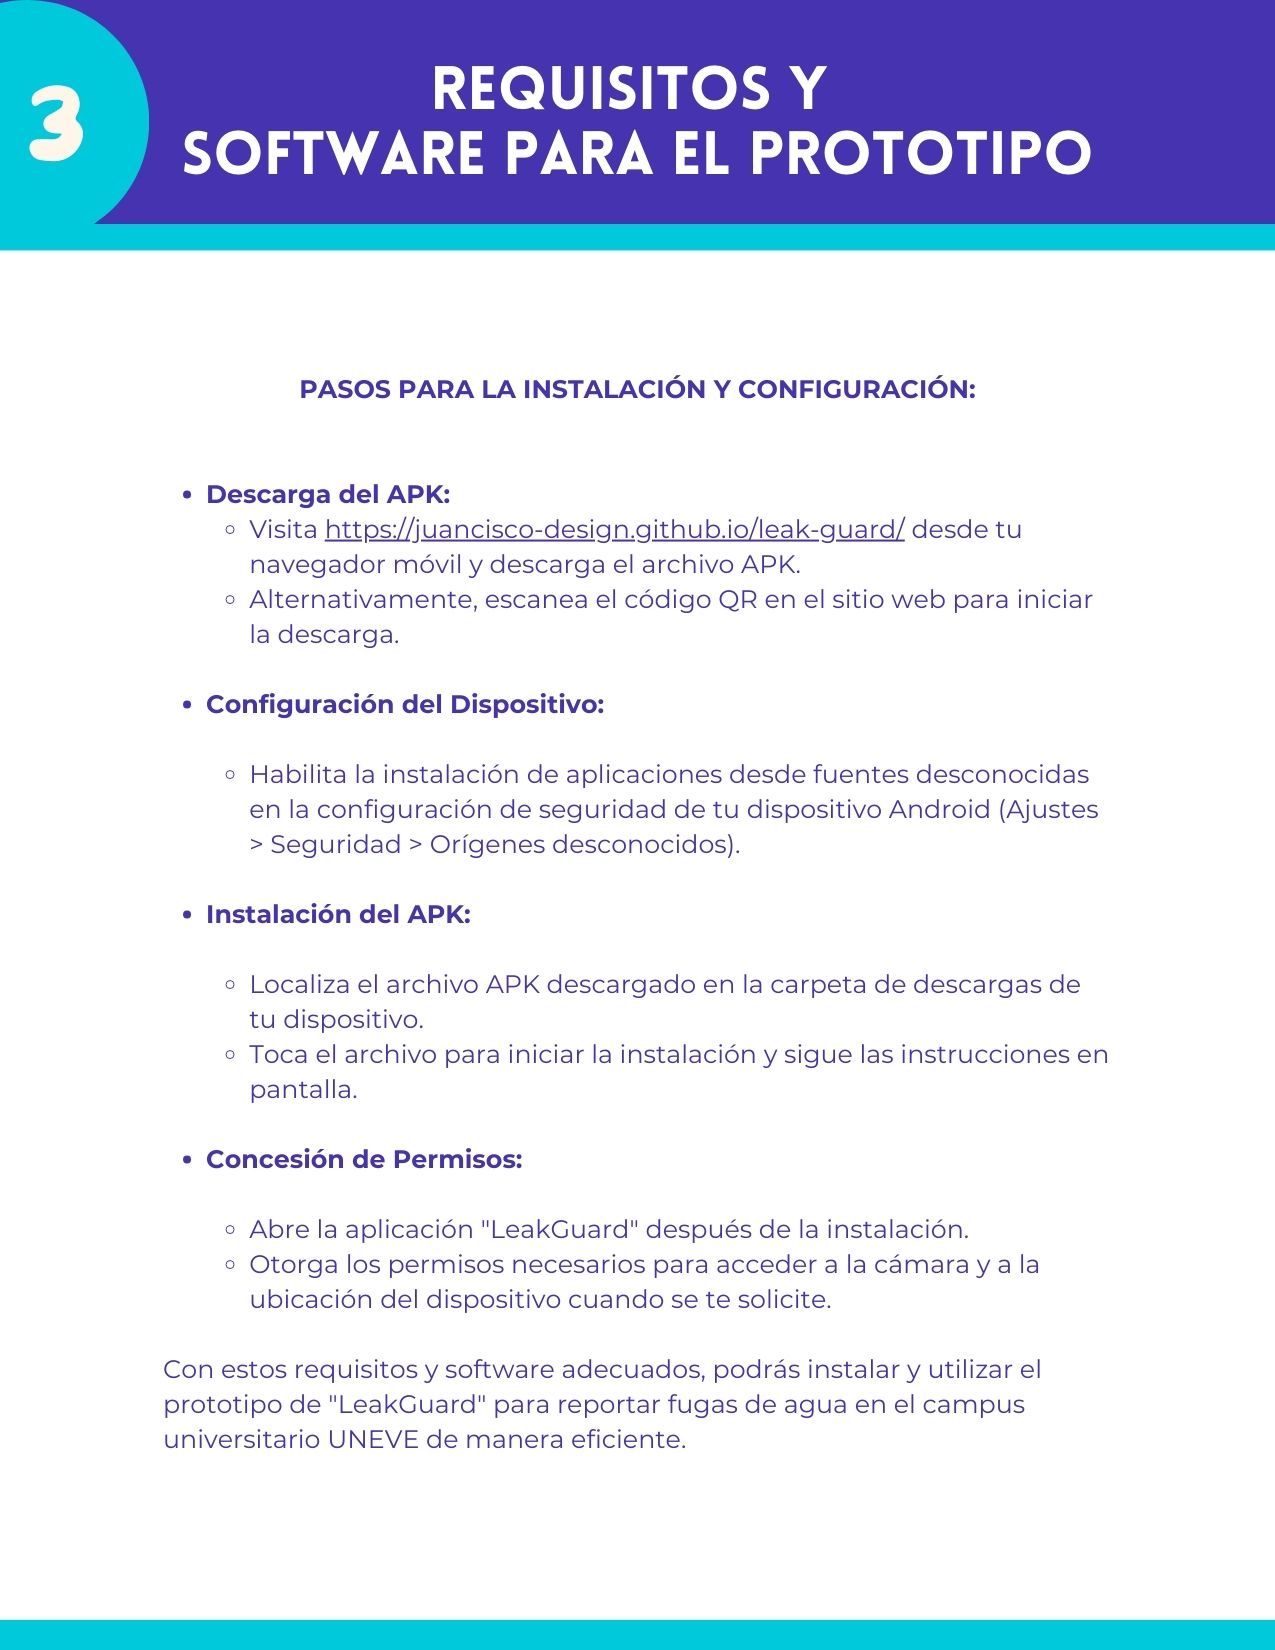 3
REQUISITOS Y
SOFTWARE PARA EL PROTOTIPO
PASOS PARA LA INSTALACIÓN Y CONFIGURACIÓN:
• Descarga del APK:
◦ Visita https://juancisco-design.github.io/leak-guard/ desde tu
navegador móvil y descarga el archivo APK.
◦ Alternativamente, escanea el código QR en el sitio web para iniciar
la descarga.
• Configuración del Dispositivo:
◦ Habilita la instalación de aplicaciones desde fuentes desconocidas
en la configuración de seguridad de tu dispositivo Android (Ajustes
> Seguridad > Orígenes desconocidos).
• Instalación del APK:
◦ Localiza el archivo APK descargado en la carpeta de descargas de
tu dispositivo.
◦ Toca el archivo para iniciar la instalación y sigue las instrucciones en
pantalla.
• Concesión de Permisos:
◦ Abre la aplicación "LeakGuard" después de la instalación.
◦ Otorga los permisos necesarios para acceder a la cámara y a la
ubicación del dispositivo cuando se te solicite.
Con estos requisitos y software adecuados, podrás instalar y utilizar el
prototipo de "LeakGuard" para reportar fugas de agua en el campus
universitario UNEVE de manera eficiente.